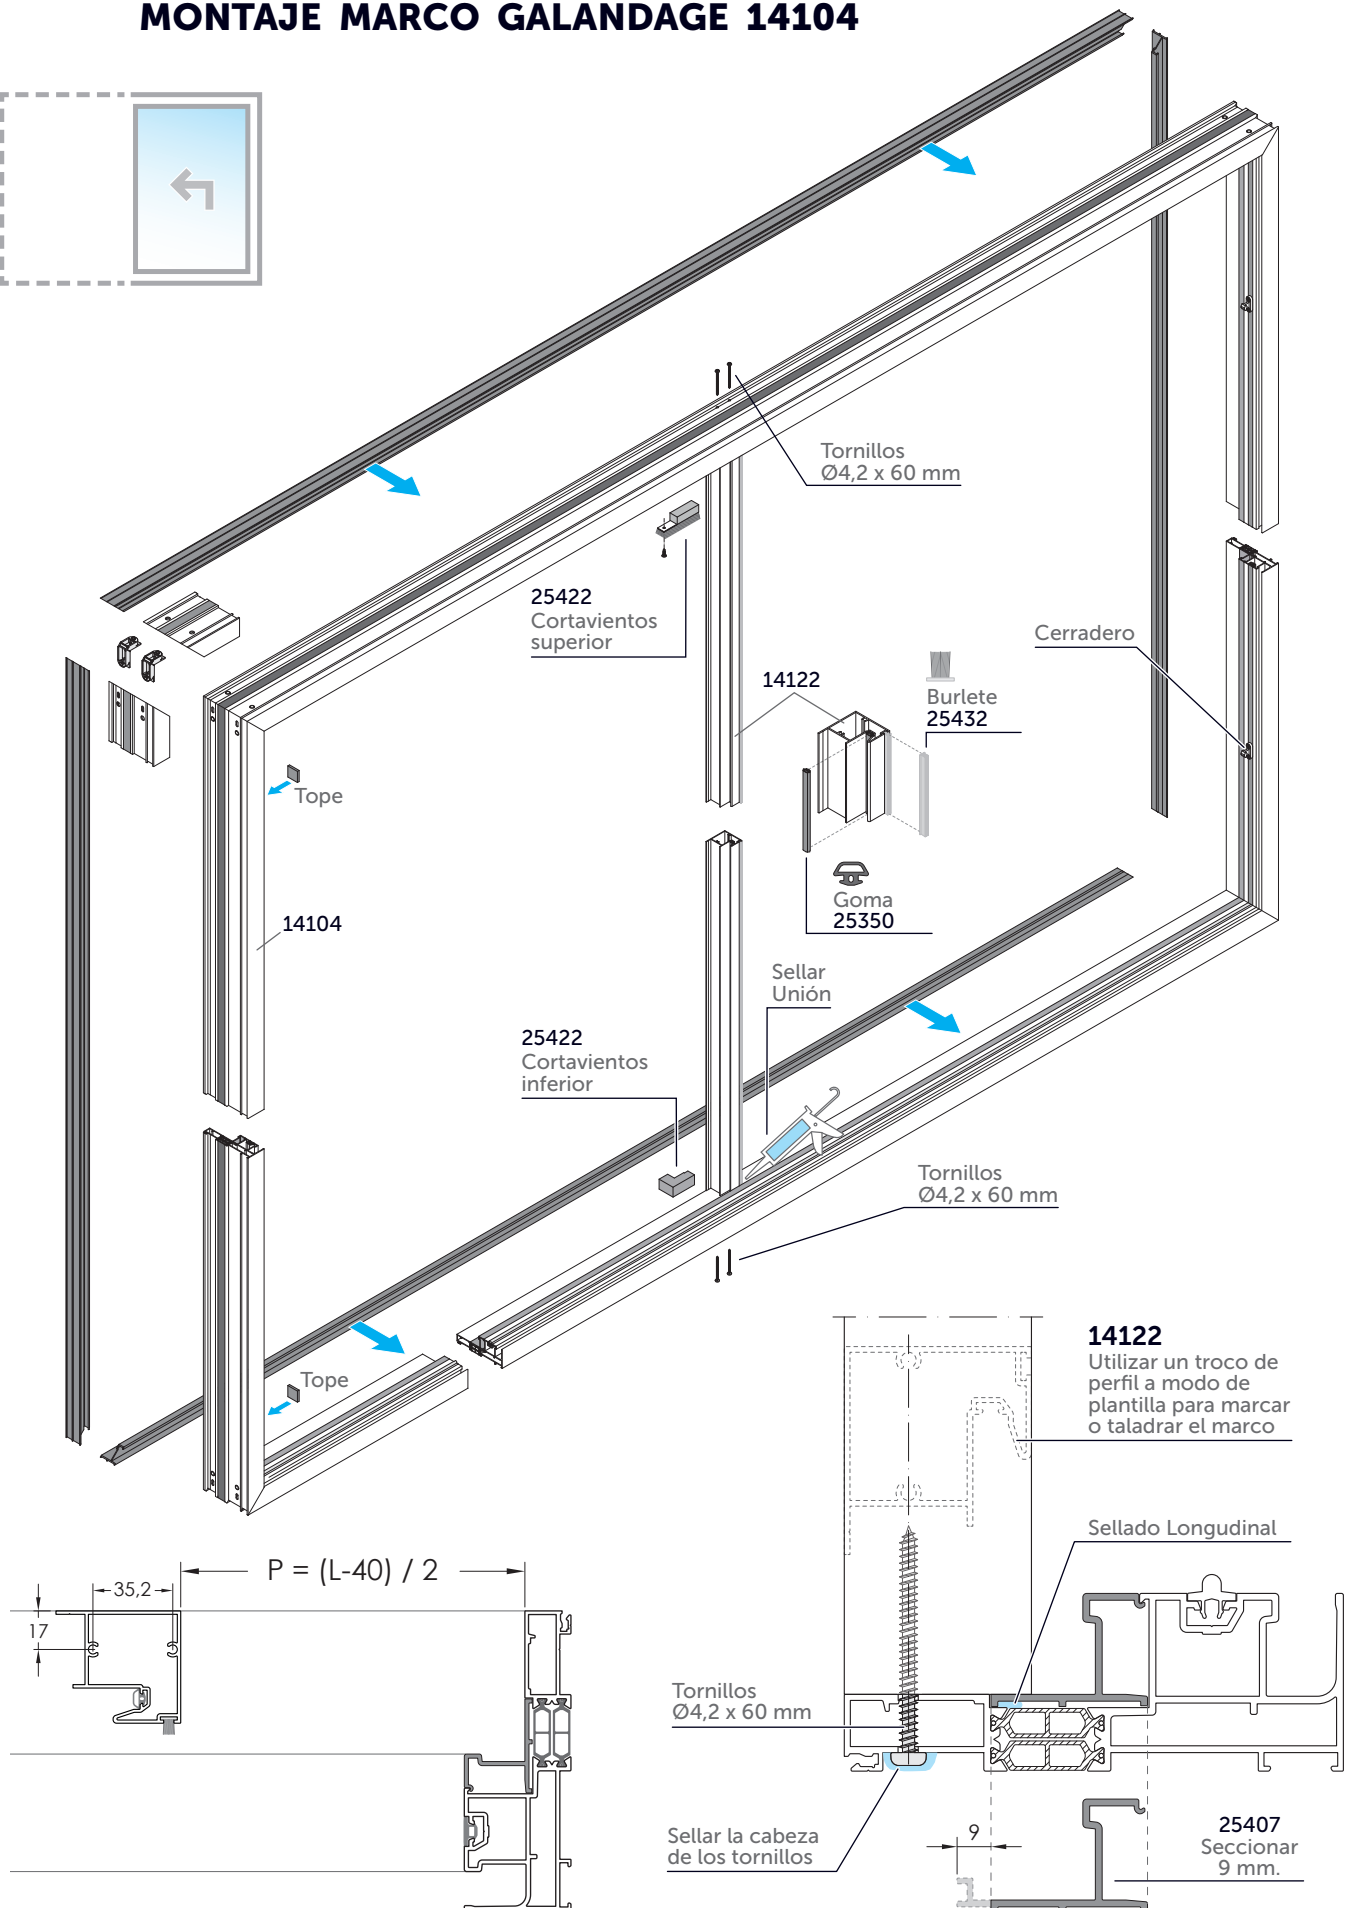 MONTAJE MARCO GALANDAGE 14104
Tornillos
Ø4,2 x 60 mm
25422
Cortavientos
superior
Cerradero
14122
Burlete
25432
Tope
Goma
25350
14104
Sellar
Unión
25422
Cortavientos
inferior
Tornillos
Ø4,2 x 60 mm
Tope
14122
Utilizar un troco de
perfil a modo de
plantilla para marcar
o taladrar el marco
Sellado Longudinal
P = (L-40) / 2
35,2
17
Tornillos
Ø4,2 x 60 mm
Sellar la cabeza
de los tornillos
9
25407
Seccionar
9 mm.